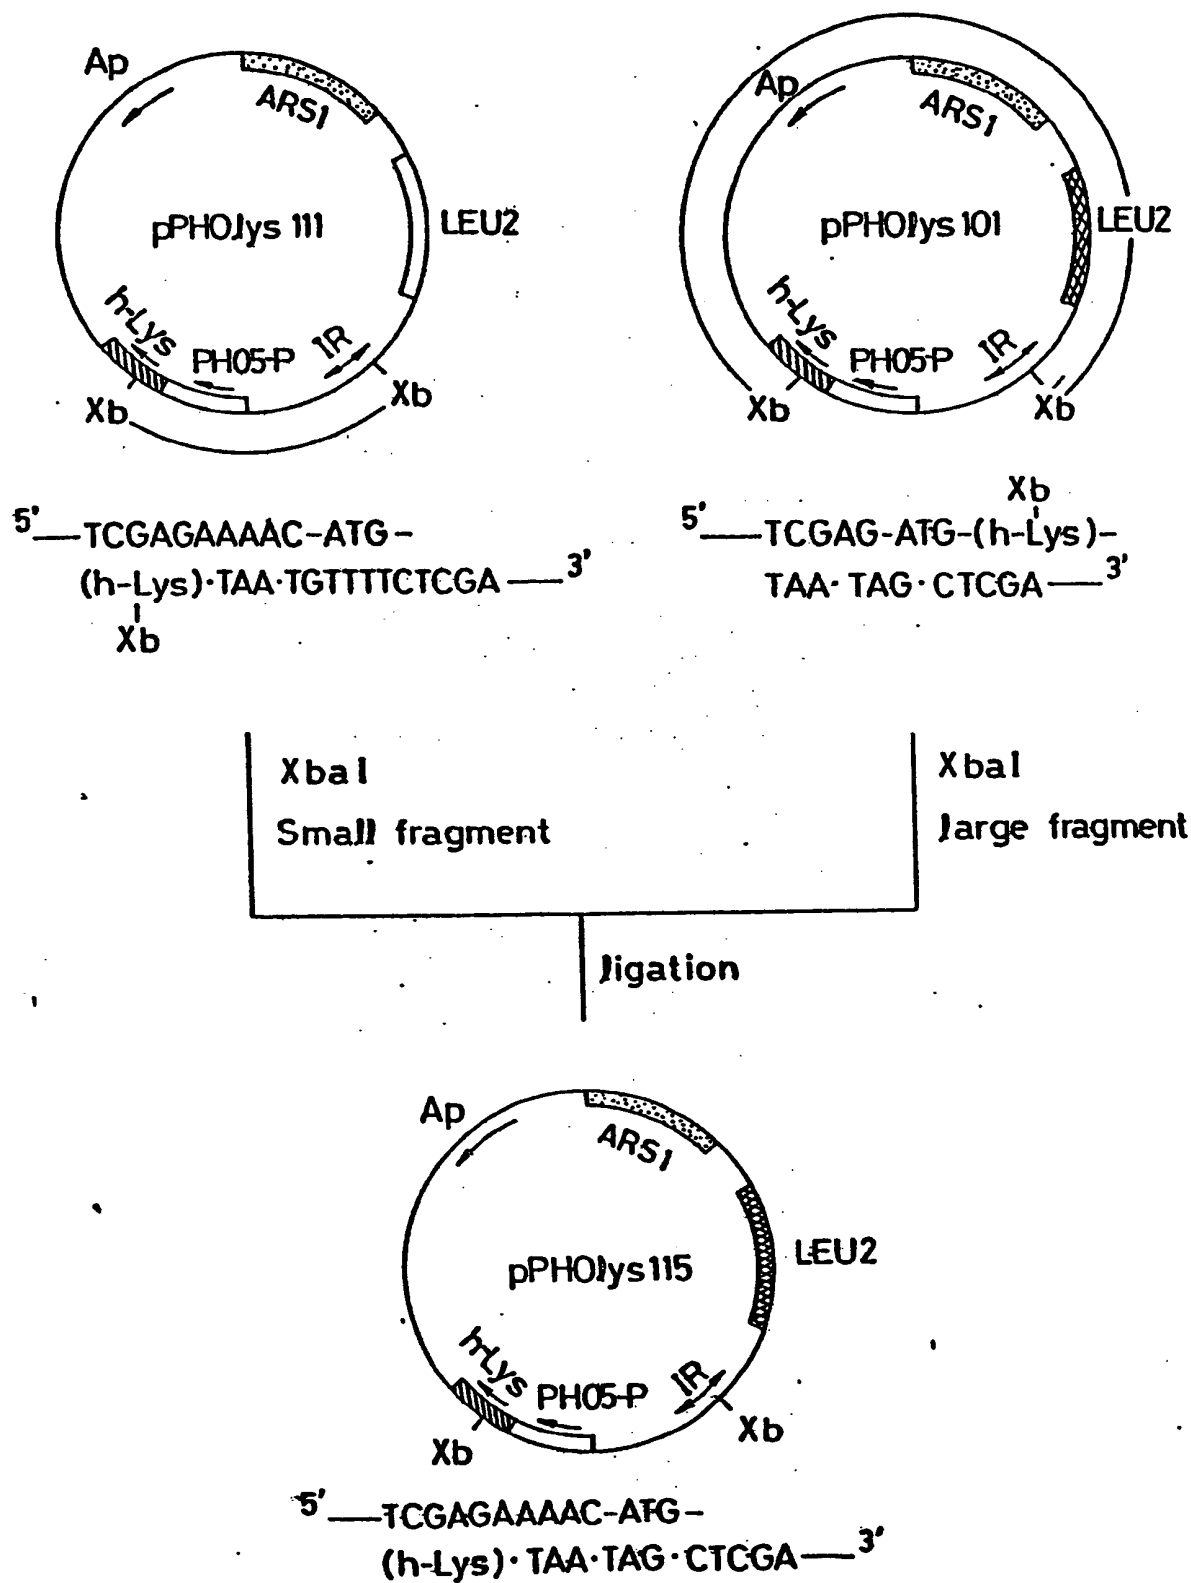 Ap
ARS1
pPHOlys 111
LEU2
h-Lys
PHO5-P
IR
Xb
Xb
5'—TCGAGAAAAC-ATG-
(h-Lys)·TAA·TGTTTTCTCGA—3'
Xb
Ap
ARS1
pPHOlys 101
LEU2
h-Lys
PHO5-P
IR
Xb
Xb
Xb
5'—TCGAG-ATG-(h-Lys)-
TAA·TAG·CTCGA—3'
XbaI
Small fragment
XbaI
large fragment
ligation
Ap
ARS1
pPHOlys115
LEU2
h-Lys
PHO5-P
IR
Xb
Xb
5'—TCGAGAAAAC-ATG-
(h-Lys)·TAA·TAG·CTCGA—3'